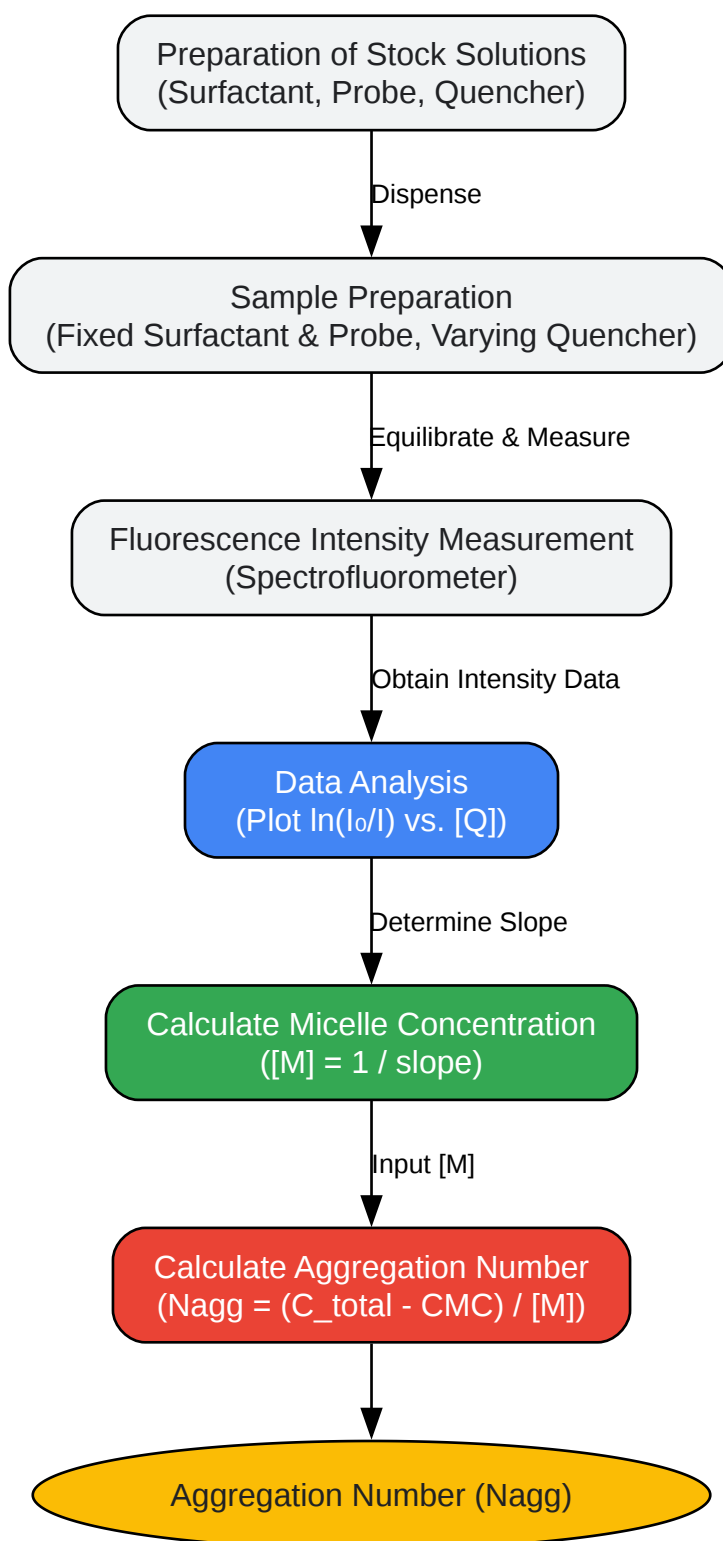 Preparation of Stock Solutions
(Surfactant, Probe, Quencher)
Dispense
Sample Preparation
(Fixed Surfactant & Probe, Varying Quencher)
Equilibrate & Measure
Fluorescence Intensity Measurement
(Spectrofluorometer)
Obtain Intensity Data
Data Analysis
(Plot ln(I₀/I) vs. [Q])
Determine Slope
Calculate Micelle Concentration
([M] = 1 / slope)
Input [M]
Calculate Aggregation Number
(Nagg = (C_total - CMC) / [M])
Aggregation Number (Nagg)